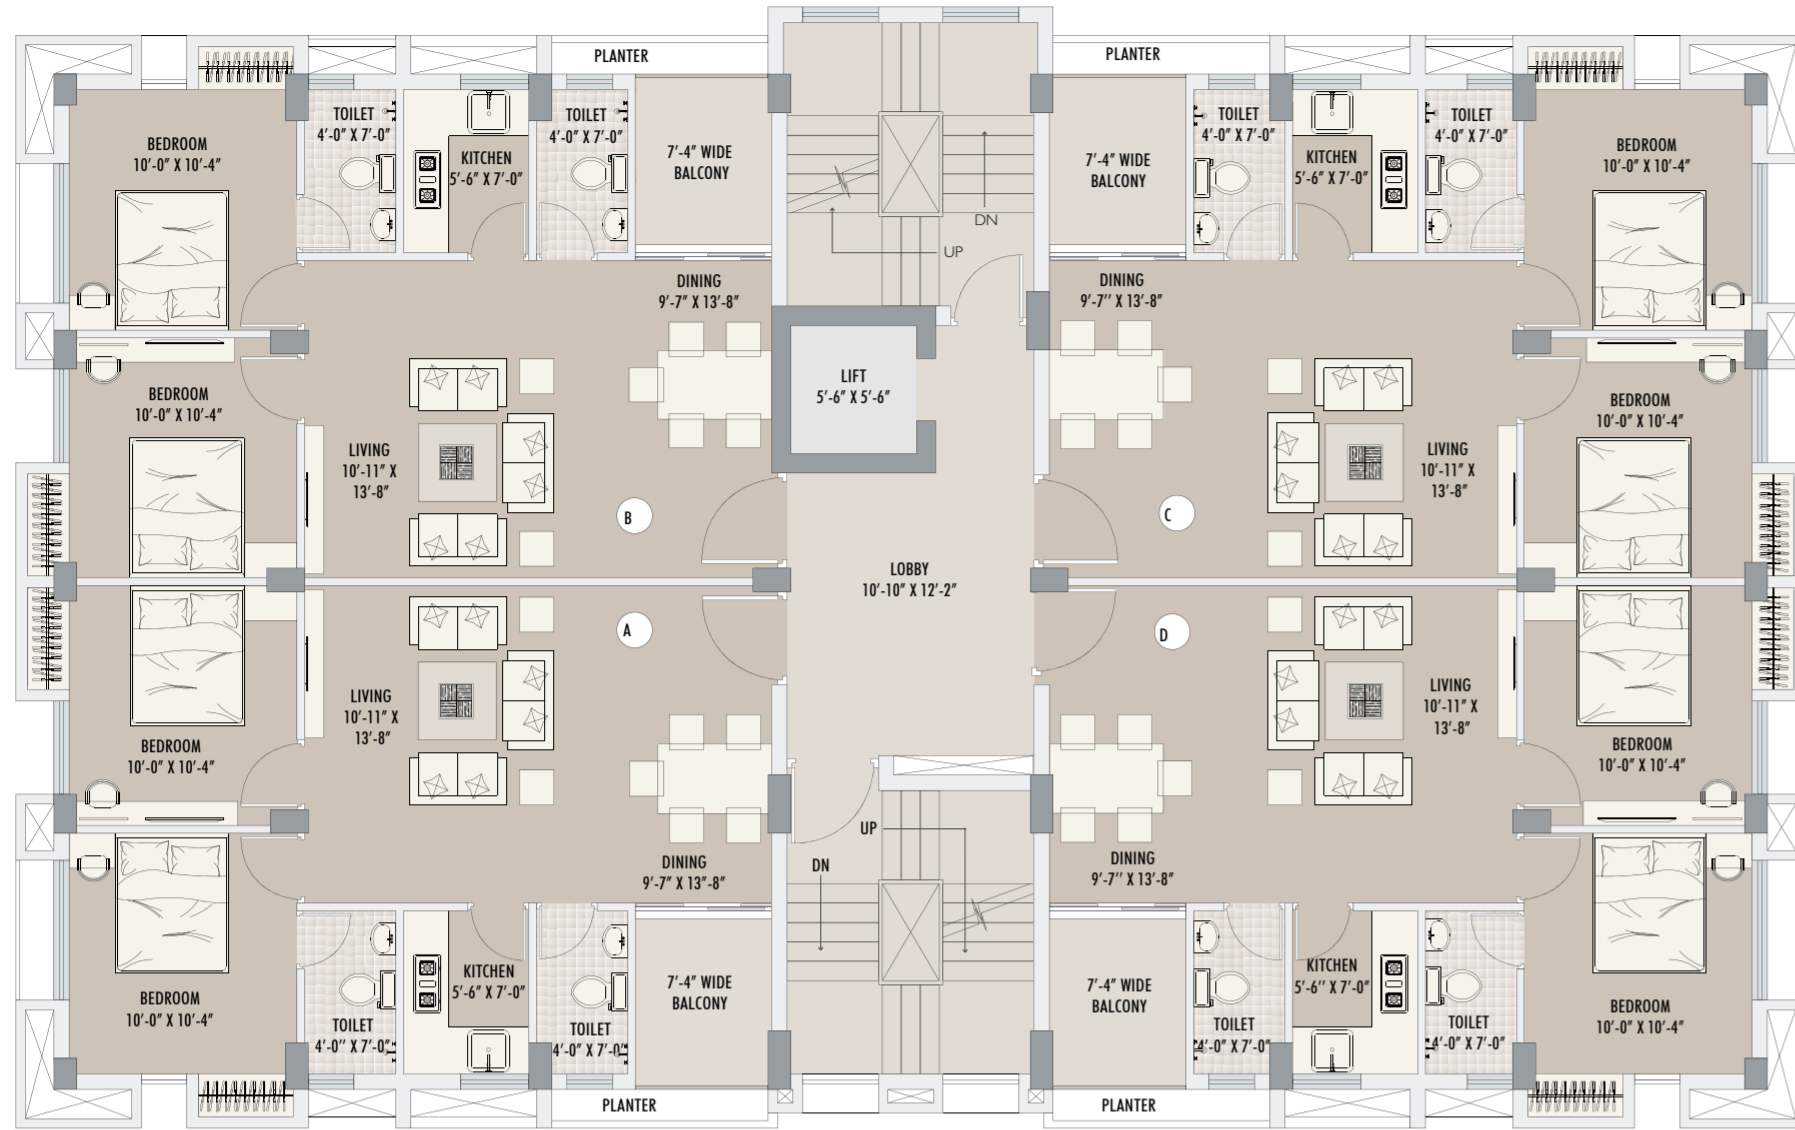 PLANTER
PLANTER
TOILET
4'-0" X 7'-0"
TOILET
4'-0" X 7'-0"
TOILET
4'-0" X 7'-0"
TOILET
4'-0" X 7'-0"
BEDROOM
10'-0" X 10'-4"
KITCHEN
5'-6" X 7'-0"
7'-4" WIDE
BALCONY
7'-4" WIDE
BALCONY
KITCHEN
5'-6" X 7'-0"
BEDROOM
10'-0" X 10'-4"
DN
UP
DINING
9'-7" X 13'-8"
DINING
9'-7'' X 13'-8"
BEDROOM
10'-0" X 10'-4"
LIFT
5'-6" X 5'-6"
BEDROOM
10'-0" X 10'-4"
LIVING
10'-11" X
13'-8"
LIVING
10'-11" X
13'-8"
B
C
LOBBY
10'-10" X 12'-2"
A
D
LIVING
10'-11" X
13'-8"
LIVING
10'-11" X
13'-8"
BEDROOM
10'-0" X 10'-4"
BEDROOM
10'-0" X 10'-4"
UP
DN
DINING
9'-7" X 13"-8"
DINING
9'-7'' X 13'-8"
BEDROOM
10'-0" X 10'-4"
KITCHEN
5'-6" X 7'-0"
7'-4" WIDE
BALCONY
7'-4" WIDE
BALCONY
KITCHEN
5'-6'' X 7'-0"
BEDROOM
10'-0" X 10'-4"
TOILET
4'-0'' X 7'-0"
TOILET
4'-0" X 7'-0"
TOILET
4'-0" X 7'-0"
TOILET
4'-0" X 7'-0"
PLANTER
PLANTER